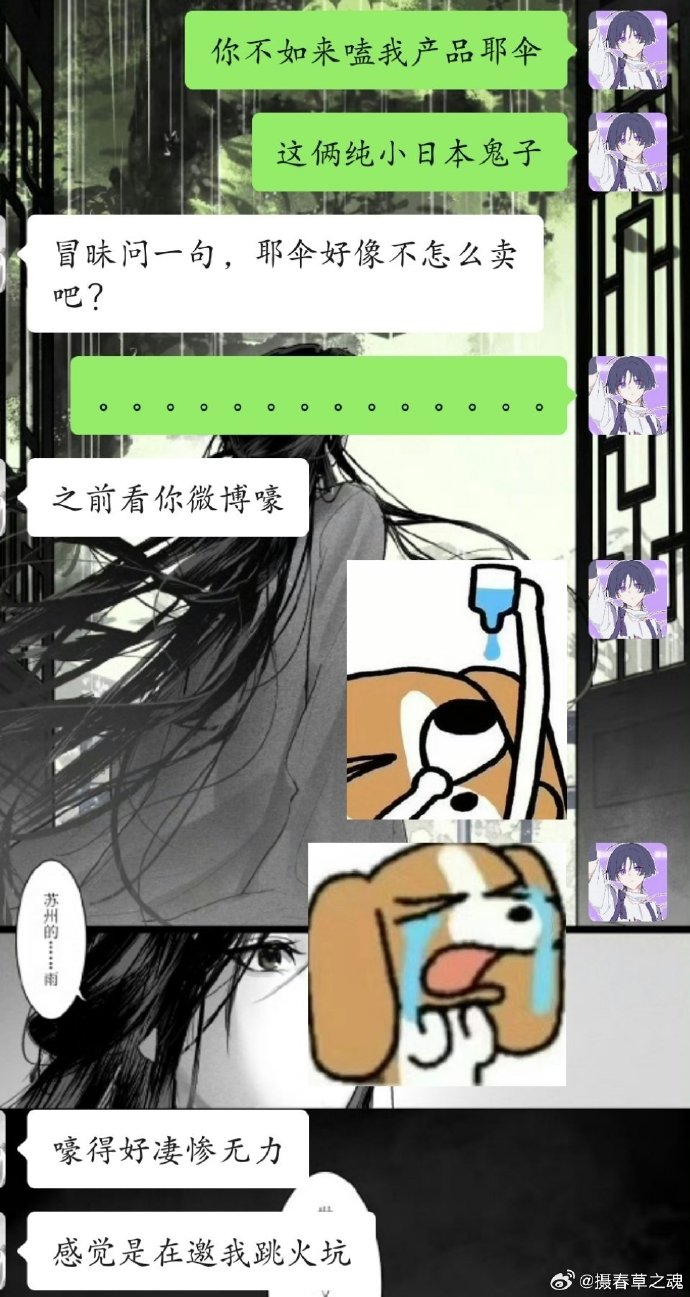 你不如来嗑我产品耶伞
这俩纯小日本鬼子
冒昧问一句，耶伞好像不怎么卖
吧？
。。。。。。。。。。。。。。
之前看你微博嚎
苏州的……雨
嚎得好凄惨无力
感觉是在邀我跳火坑
@摄春草之魂